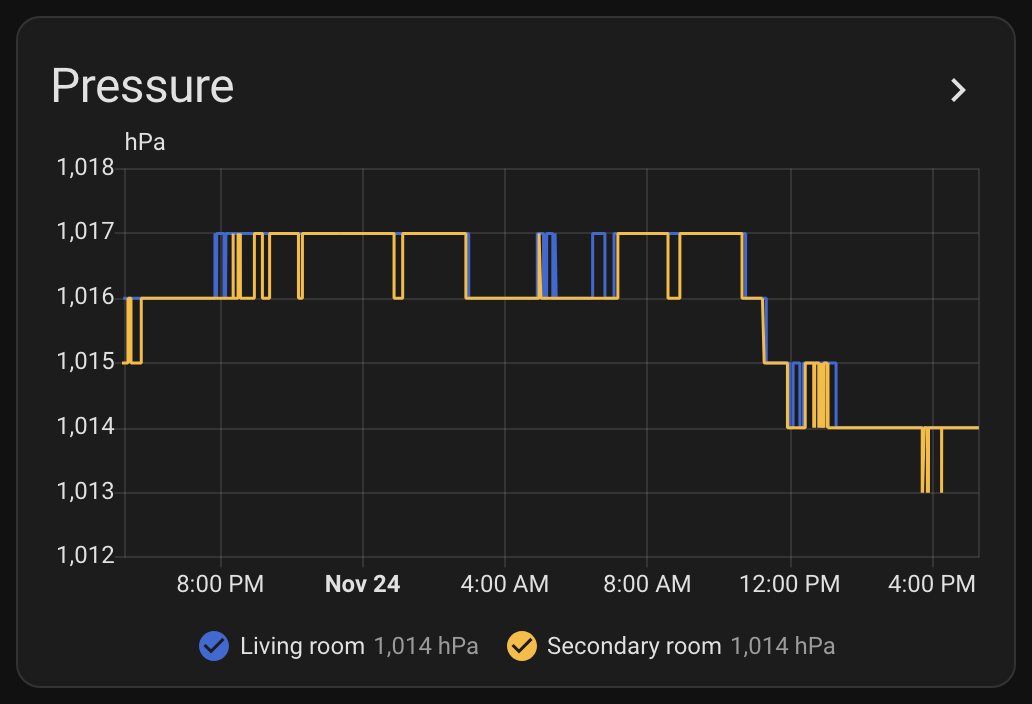 Pressure
hPa
1,018
1,017
1,016
1,015
1,014
1,013
1,012
8:00 PM Nov 24 4:00 AM 8:00 AM 12:00 PM 4:00 PM
Living room 1,014 hPa Secondary room 1,014 hPa